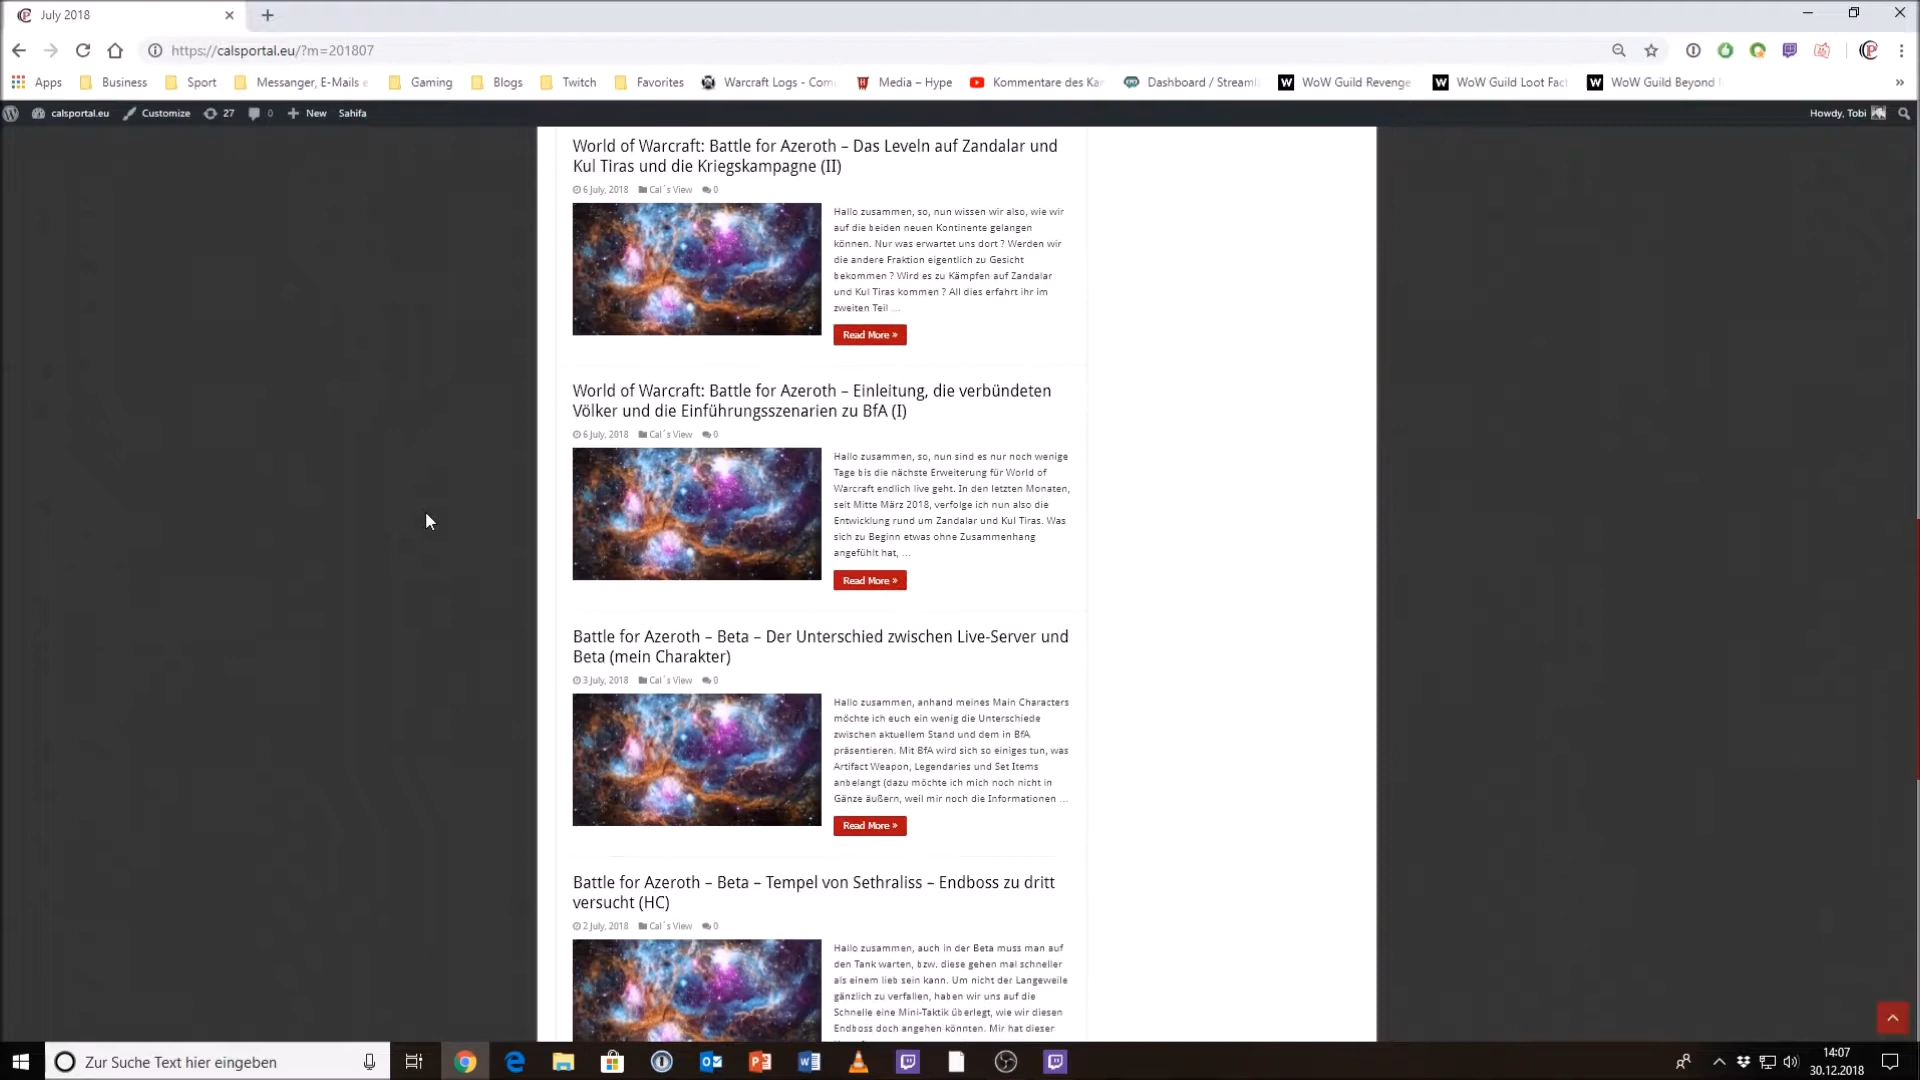 July 2018
https://calsportal.eu/?m=201807
Apps Business Sport Messanger, E-Mails Gaming Blogs Twitch Favorites Warcraft Logs - Com Media – Hype Kommentare des Ka Dashboard / Streaml WoW Guild Revenge WoW Guild Loot Fac WoW Guild Beyond
calsportal.eu Customize 27 0 New Sahifa Howdy, Tobi
World of Warcraft: Battle for Azeroth – Das Leveln auf Zandalar und
Kul Tiras und die Kriegskampagne (II)
6 July, 2018 Cal´s View 0
Hallo zusammen, so, nun wissen wir also, wie wir
auf die beiden neuen Kontinente gelangen
können. Nur was erwartet uns dort ? Werden wir
die andere Fraktion eigentlich zu Gesicht
bekommen ? Wird es zu Kämpfen auf Zandalar
und Kul Tiras kommen ? All dies erfahrt ihr im
zweiten Teil ...
Read More »
World of Warcraft: Battle for Azeroth – Einleitung, die verbündeten
Völker und die Einführungsszenarien zu BfA (I)
6 July, 2018 Cal´s View 0
Hallo zusammen, so, nun sind es nur noch wenige
Tage bis die nächste Erweiterung für World of
Warcraft endlich live geht. In den letzten Monaten,
seit Mitte März 2018, verfolge ich nun also die
Entwicklung rund um Zandalar und Kul Tiras. Was
sich zu Beginn etwas ohne Zusammenhang
angefühlt hat, ...
Read More »
Battle for Azeroth – Beta – Der Unterschied zwischen Live-Server und
Beta (mein Charakter)
3 July, 2018 Cal´s View 0
Hallo zusammen, anhand meines Main Characters
möchte ich euch ein wenig die Unterschiede
zwischen aktuellem Stand und dem in BfA
präsentieren. Mit BfA wird sich so einiges tun, was
Artifact Weapon, Legendaries und Set Items
anbelangt (dazu möchte ich mich noch nicht in
Gänze äußern, weil mir noch die Informationen ...
Read More »
Battle for Azeroth – Beta – Tempel von Sethraliss – Endboss zu dritt
versucht (HC)
2 July, 2018 Cal´s View 0
Hallo zusammen, auch in der Beta muss man auf
den Tank warten, bzw. diese gehen mal schneller
als einem lieb sein kann. Um nicht der Langeweile
gänzlich zu verfallen, haben wir uns auf die
Schnelle eine Mini-Taktik überlegt, wie wir diesen
Endboss doch angehen könnten. Mir hat dieser
Zur Suche Text hier eingeben
14:07
30.12.2018